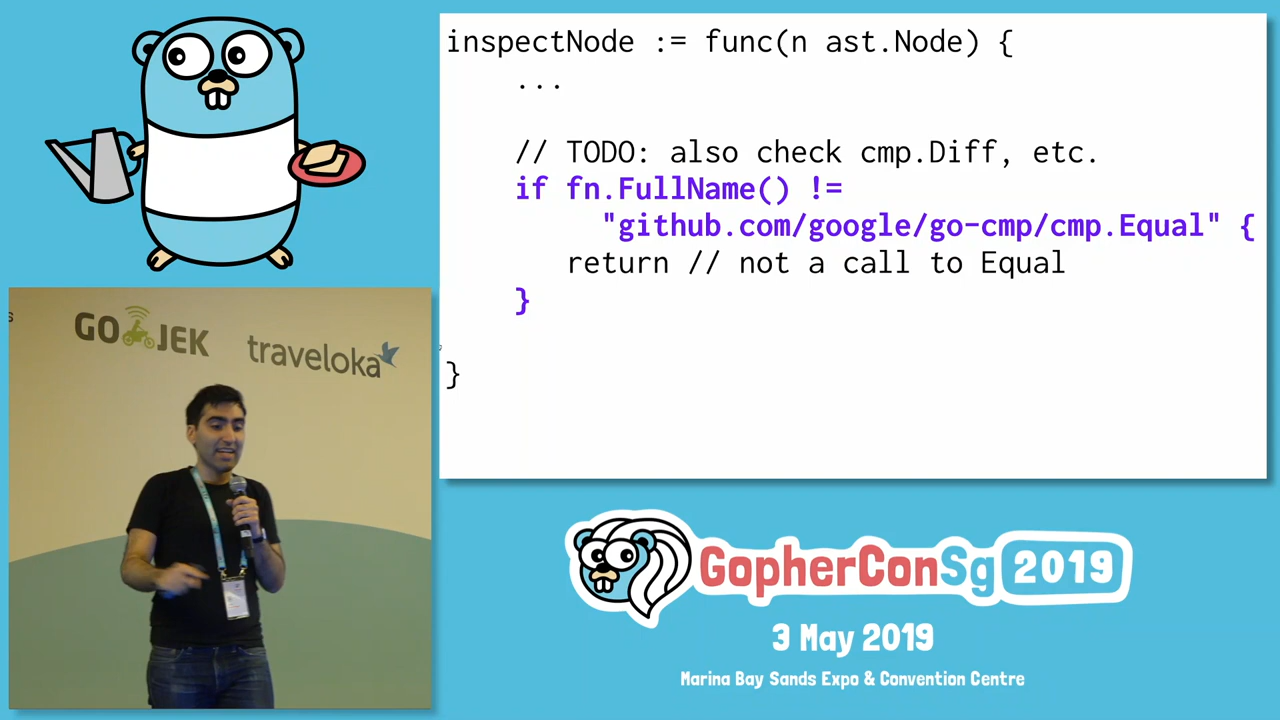 inspectNode := func(n ast.Node) {
...
// TODO: also check cmp.Diff, etc.
if fn.FullName() !=
"github.com/google/go-cmp/cmp.Equal" {
return // not a call to Equal
}
}
GO JEK
traveloka
GopherConSg 2019
3 May 2019
Marina Bay Sands Expo & Convention Centre